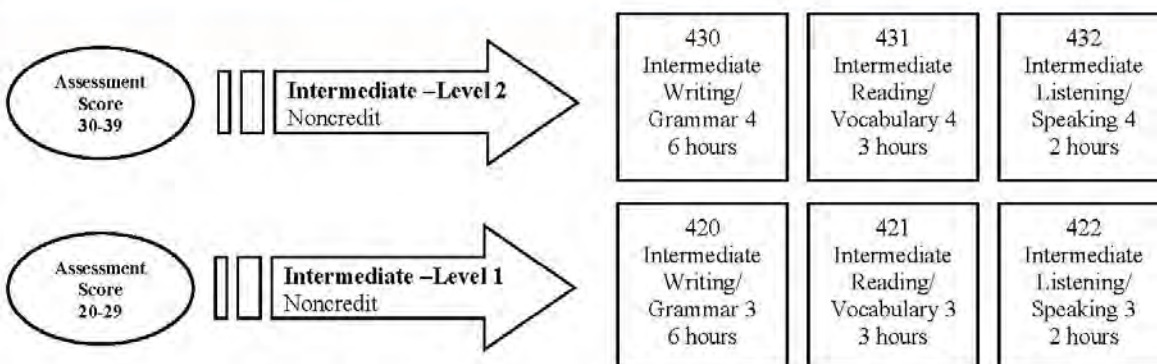 Assessment
Score
30-39
Intermediate –Level 2
Noncredit
430
Intermediate
Writing/
Grammar 4
6 hours
431
Intermediate
Reading/
Vocabulary 4
3 hours
432
Intermediate
Listening/
Speaking 4
2 hours
Assessment
Score
20-29
Intermediate –Level 1
Noncredit
420
Intermediate
Writing/
Grammar 3
6 hours
421
Intermediate
Reading/
Vocabulary 3
3 hours
422
Intermediate
Listening/
Speaking 3
2 hours